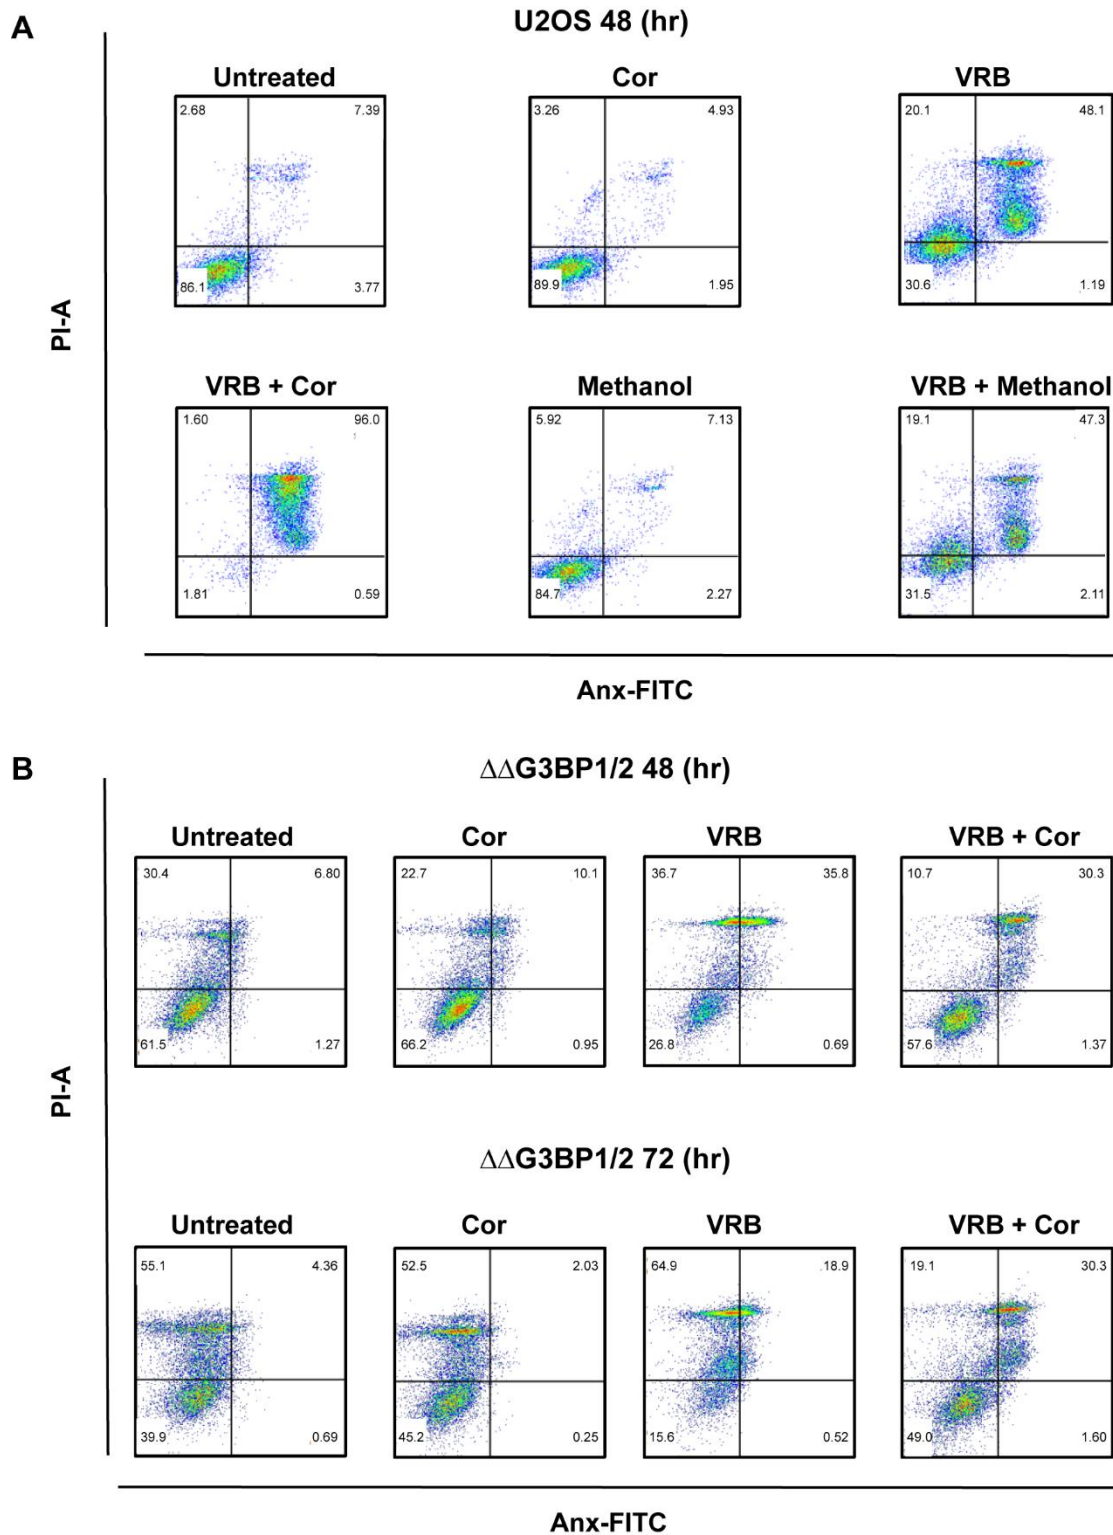 A
U2OS 48 (hr)
Untreated
Cor
VRB
2.68 7.39
3.26 4.93
20.1 48.1
86.1 3.77
89.9 1.95
30.6 1.19
PI-A
VRB + Cor
Methanol
VRB + Methanol
1.60 96.0
5.92 7.13
19.1 47.3
1.81 0.59
84.7 2.27
31.5 2.11
Anx-FITC
B
∆∆G3BP1/2 48 (hr)
Untreated
Cor
VRB
VRB + Cor
30.4 6.80
22.7 10.1
36.7 35.8
10.7 30.3
61.5 1.27
66.2 0.95
26.8 0.69
57.6 1.37
PI-A
∆∆G3BP1/2 72 (hr)
Untreated
Cor
VRB
VRB + Cor
55.1 4.36
52.5 2.03
64.9 18.9
19.1 30.3
39.9 0.69
45.2 0.25
15.6 0.52
49.0 1.60
Anx-FITC